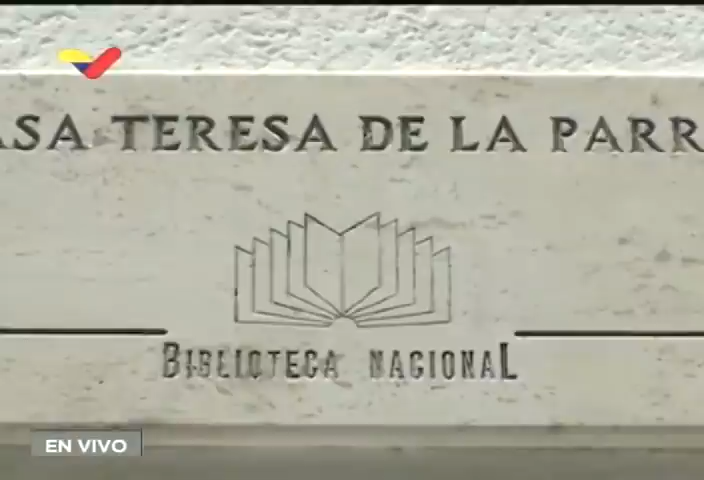 ASA TERESA DE LA PARR
BIBLIOTECA NACIONAL
EN VIVO